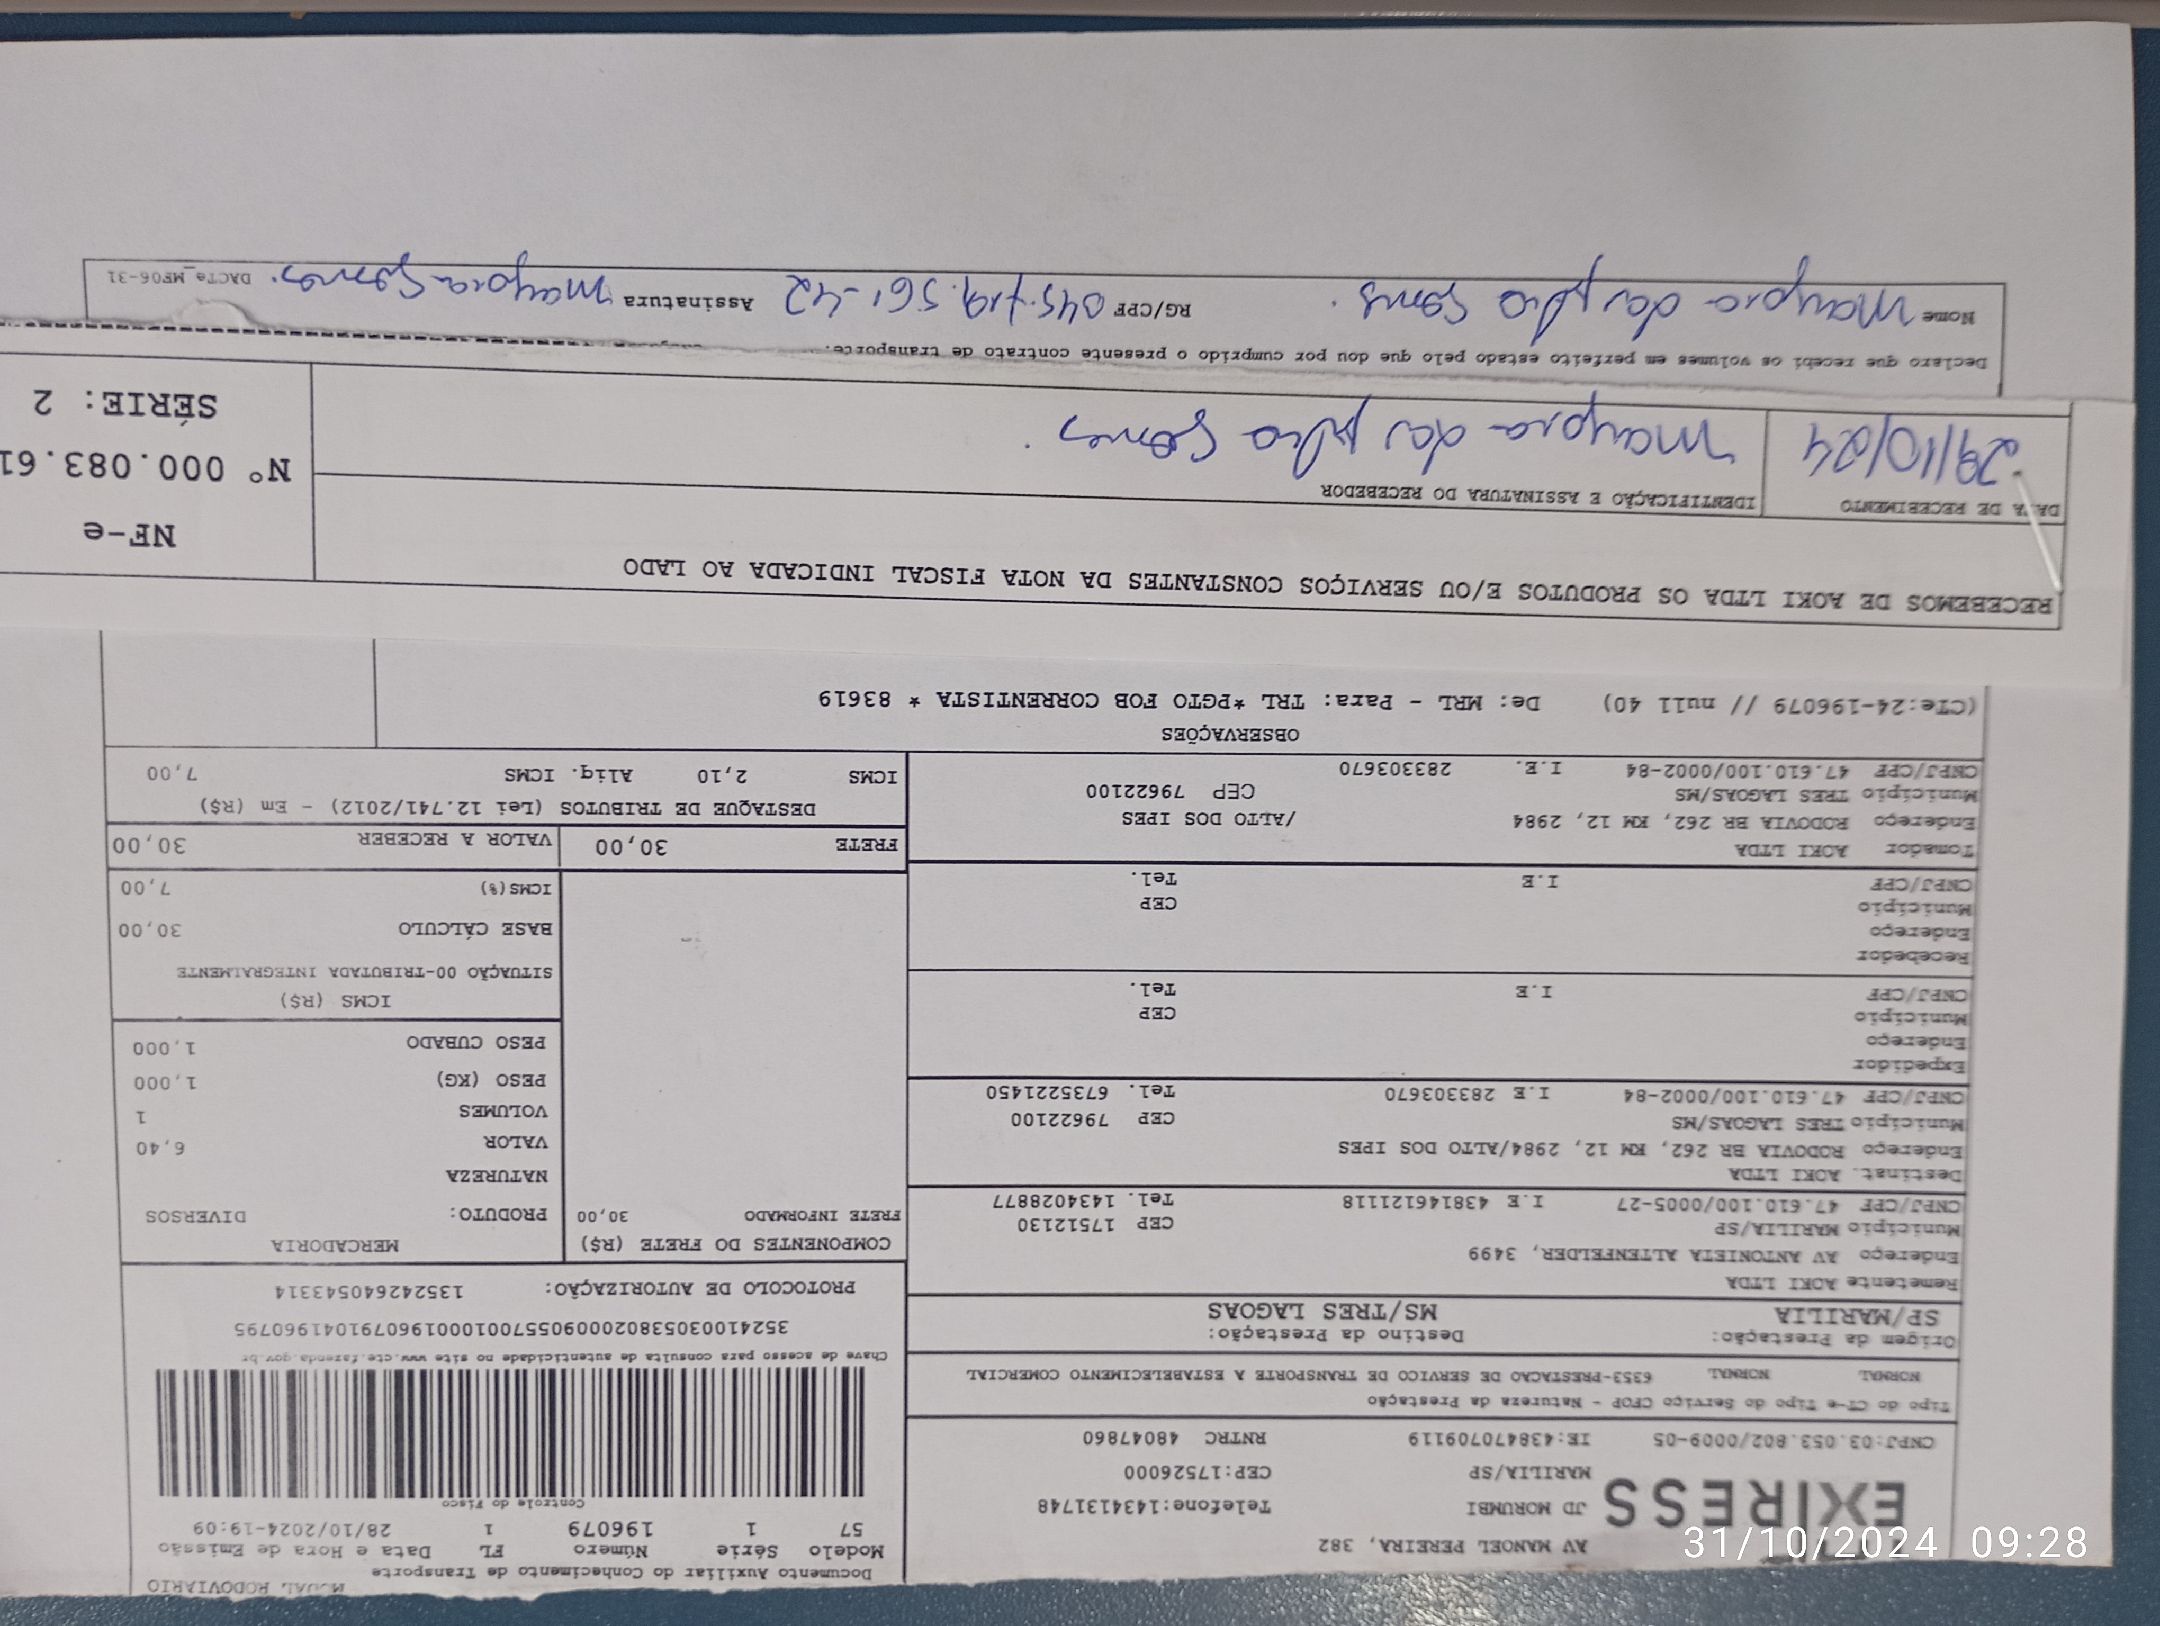 Documento Auxiliar do Conhecimento de Transporte
MODAL RODOVIARIO
Modelo Série Número FL Data e Hora de Emissão
57 1 196079 1 28/10/2024-19:09
Controle do Fisco
Chave de acesso para consulta de autenticidade no site www.cte.fazenda.gov.br
35241003053802000905570010001960791041960795
PROTOCOLO DE AUTORIZAÇÃO: 135242640543314
EXIRESS
AV MANOEL PEREIRA, 382
JD MORUMBI Telefone:1434131748
MARILIA/SP CEP:17526000
CNPJ:03.053.802/0009-05 IE:438470709119 RNTRC 48047860
Tipo do CT-e Tipo do Serviço CFOP - Natureza da Prestação
NORMAL NORMAL 6353-PRESTACAO DE SERVICO DE TRANSPORTE A ESTABELECIMENTO COMERCIAL
Origem da Prestação: Destino da Prestação:
SP/MARILIA MS/TRES LAGOAS
Remetente AOKI LTDA
Endereço AV ANTONIETA ALTENFELDER, 3499
Município MARILIA/SP CEP 17512130
CNPJ/CPF 47.610.100/0005-27 I.E 438146121118 Tel. 1434028877
Destinat. AOKI LTDA
Endereço RODOVIA BR 262, KM 12, 2984/ALTO DOS IPES
Município TRES LAGOAS/MS CEP 79622100
CNPJ/CPF 47.610.100/0002-84 I.E 283303670 Tel. 6735221450
Expedidor
Endereço
Município CEP
CNPJ/CPF I.E Tel.
Recebedor
Endereço
Município CEP
CNPJ/CPF I.E Tel.
Tomador AOKI LTDA
Endereço RODOVIA BR 262, KM 12, 2984 /ALTO DOS IPES
Município TRES LAGOAS/MS CEP 79622100
CNPJ/CPF 47.610.100/0002-84 I.E. 283303670
COMPONENTES DO FRETE (R$)
FRETE INFORMADO 30,00
MERCADORIA
PRODUTO: DIVERSOS
NATUREZA
VALOR 6,40
VOLUMES 1
PESO (KG) 1,000
PESO CUBADO 1,000
ICMS (R$)
SITUAÇÃO 00-TRIBUTADA INTEGRALMENTE
BASE CÁLCULO 30,00
ICMS(%) 7,00
FRETE 30,00 VALOR A RECEBER 30,00
DESTAQUE DE TRIBUTOS (Lei 12.741/2012) - Em (R$)
ICMS 2,10 Aliq. ICMS 7,00
OBSERVAÇÕES
(CTe:24-196079 // null 40) De: MRL - Para: TRL *PGTO FOB CORRENTISTA * 83619
RECEBEMOS DE AOKI LTDA OS PRODUTOS E/OU SERVIÇOS CONSTANTES DA NOTA FISCAL INDICADA AO LADO
NF-e
Nº 000.083.61
SÉRIE: 2
DATA DE RECEBIMENTO IDENTIFICAÇÃO E ASSINATURA DO RECEBEDOR
29/10/24 Mayora da Gomes
Declaro que recebi os volumes em perfeito estado pelo que dou por cumprido o presente contrato de transporte.
Nome Mayora da Gomes. RG/CPF 045.719.561-42 Assinatura Mayora Gomes. DACTe_MF06-31
31/10/2024 09:28